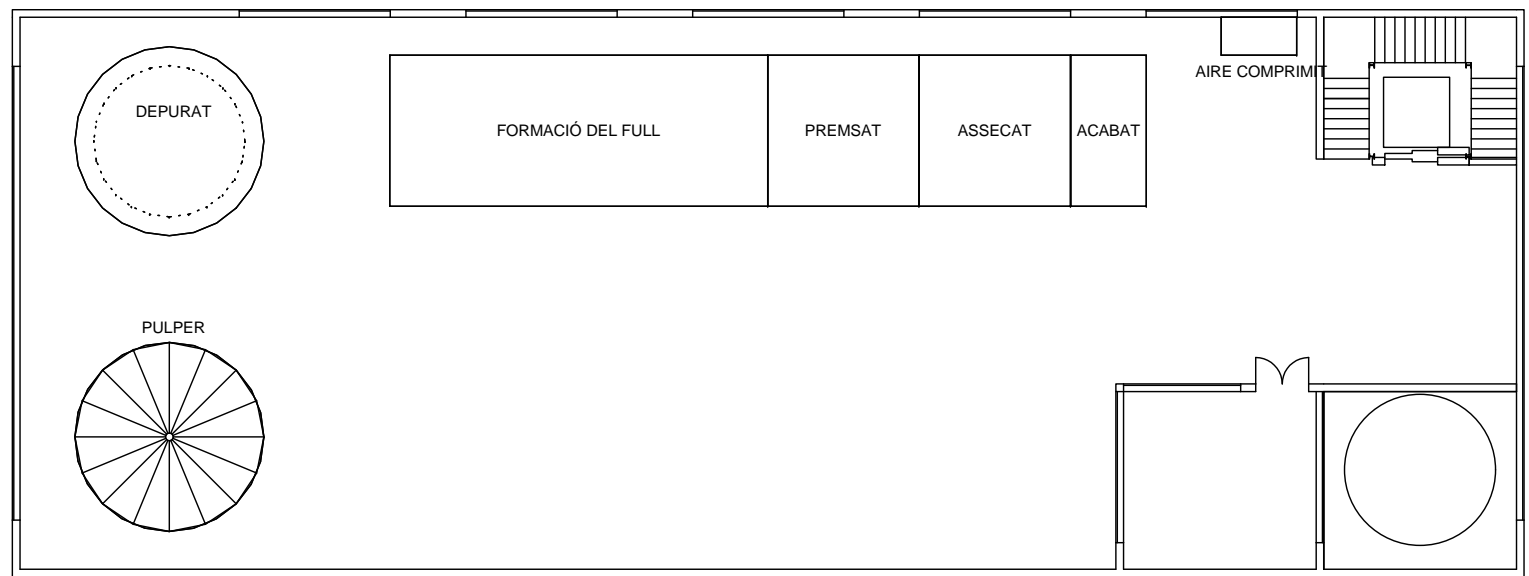 AIRE COMPRIMIT
DEPURAT
FORMACIÓ DEL FULL
PREMSAT
ASSECAT
ACABAT
PULPER